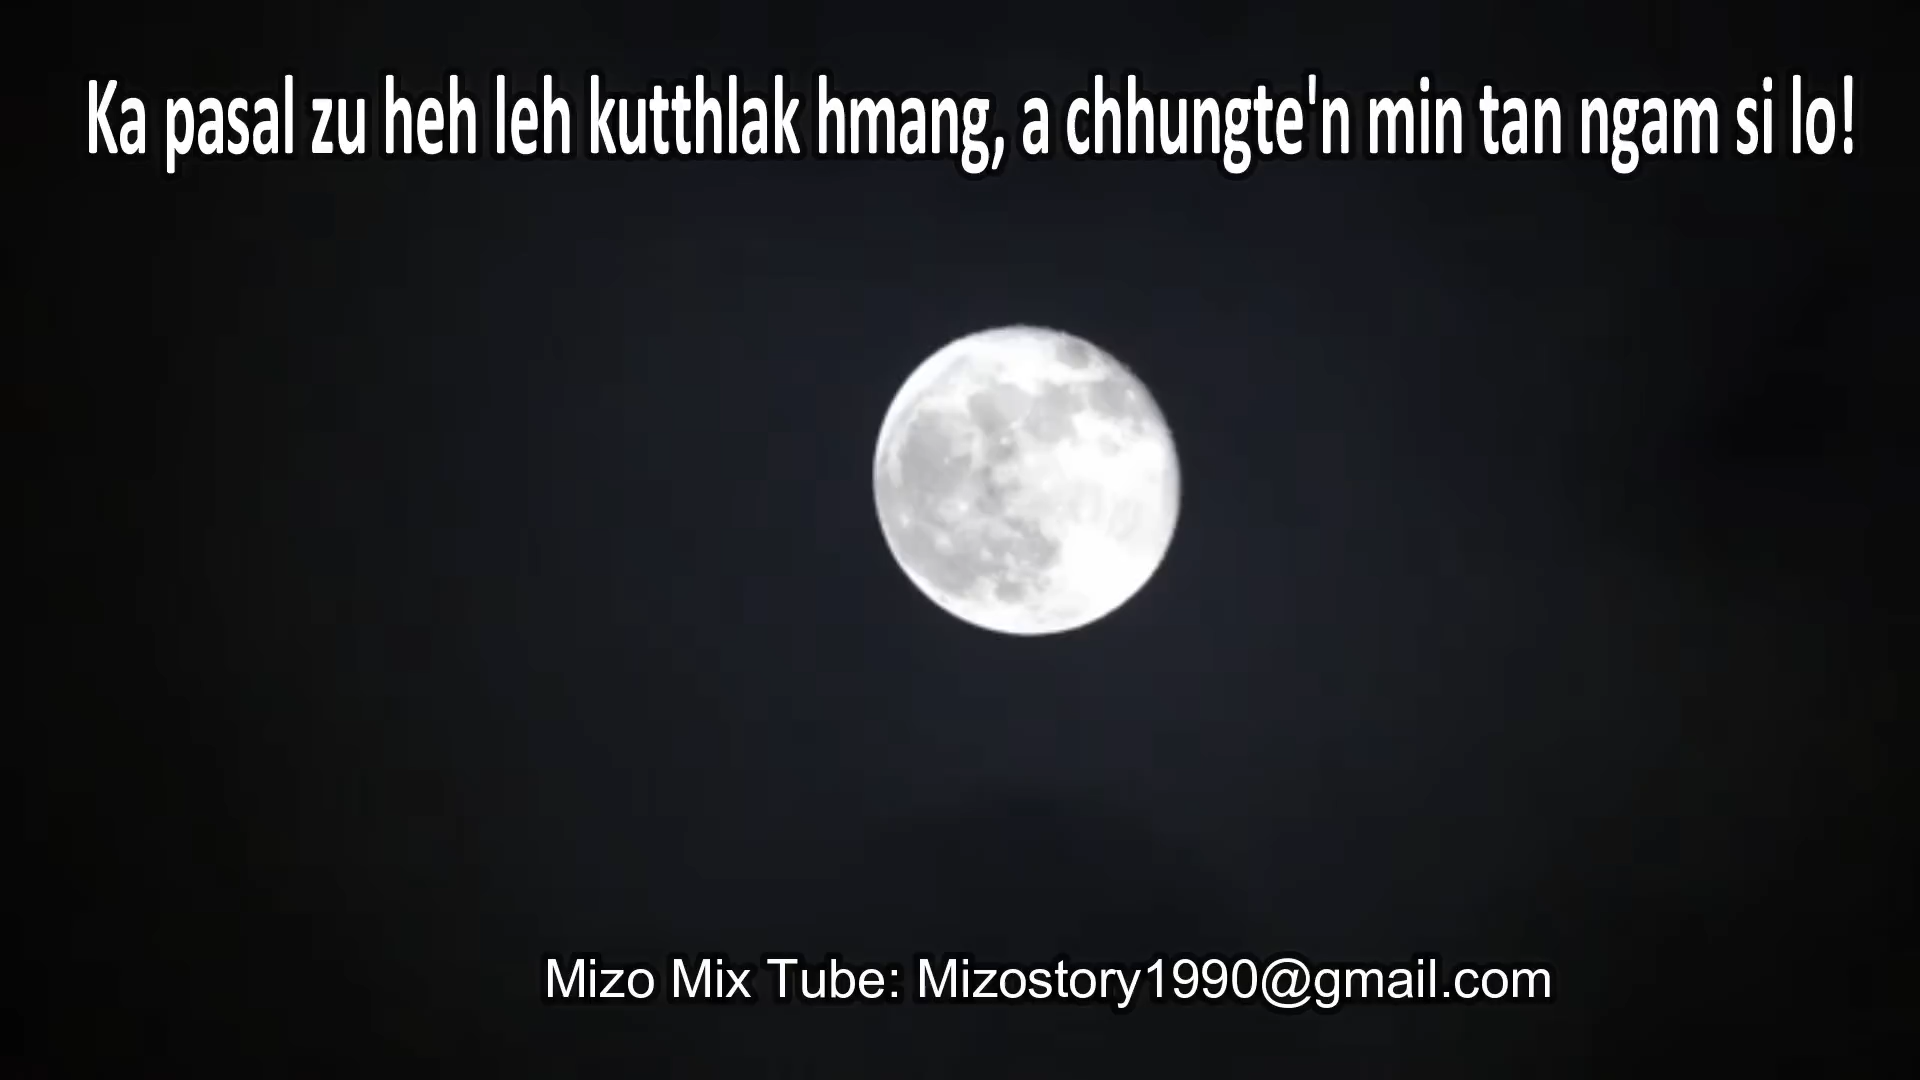 Ka pasal zu heh leh kutthlak hmang, a chhungte'n min tan ngam si lo!
Mizo Mix Tube: Mizostory1990@gmail.com